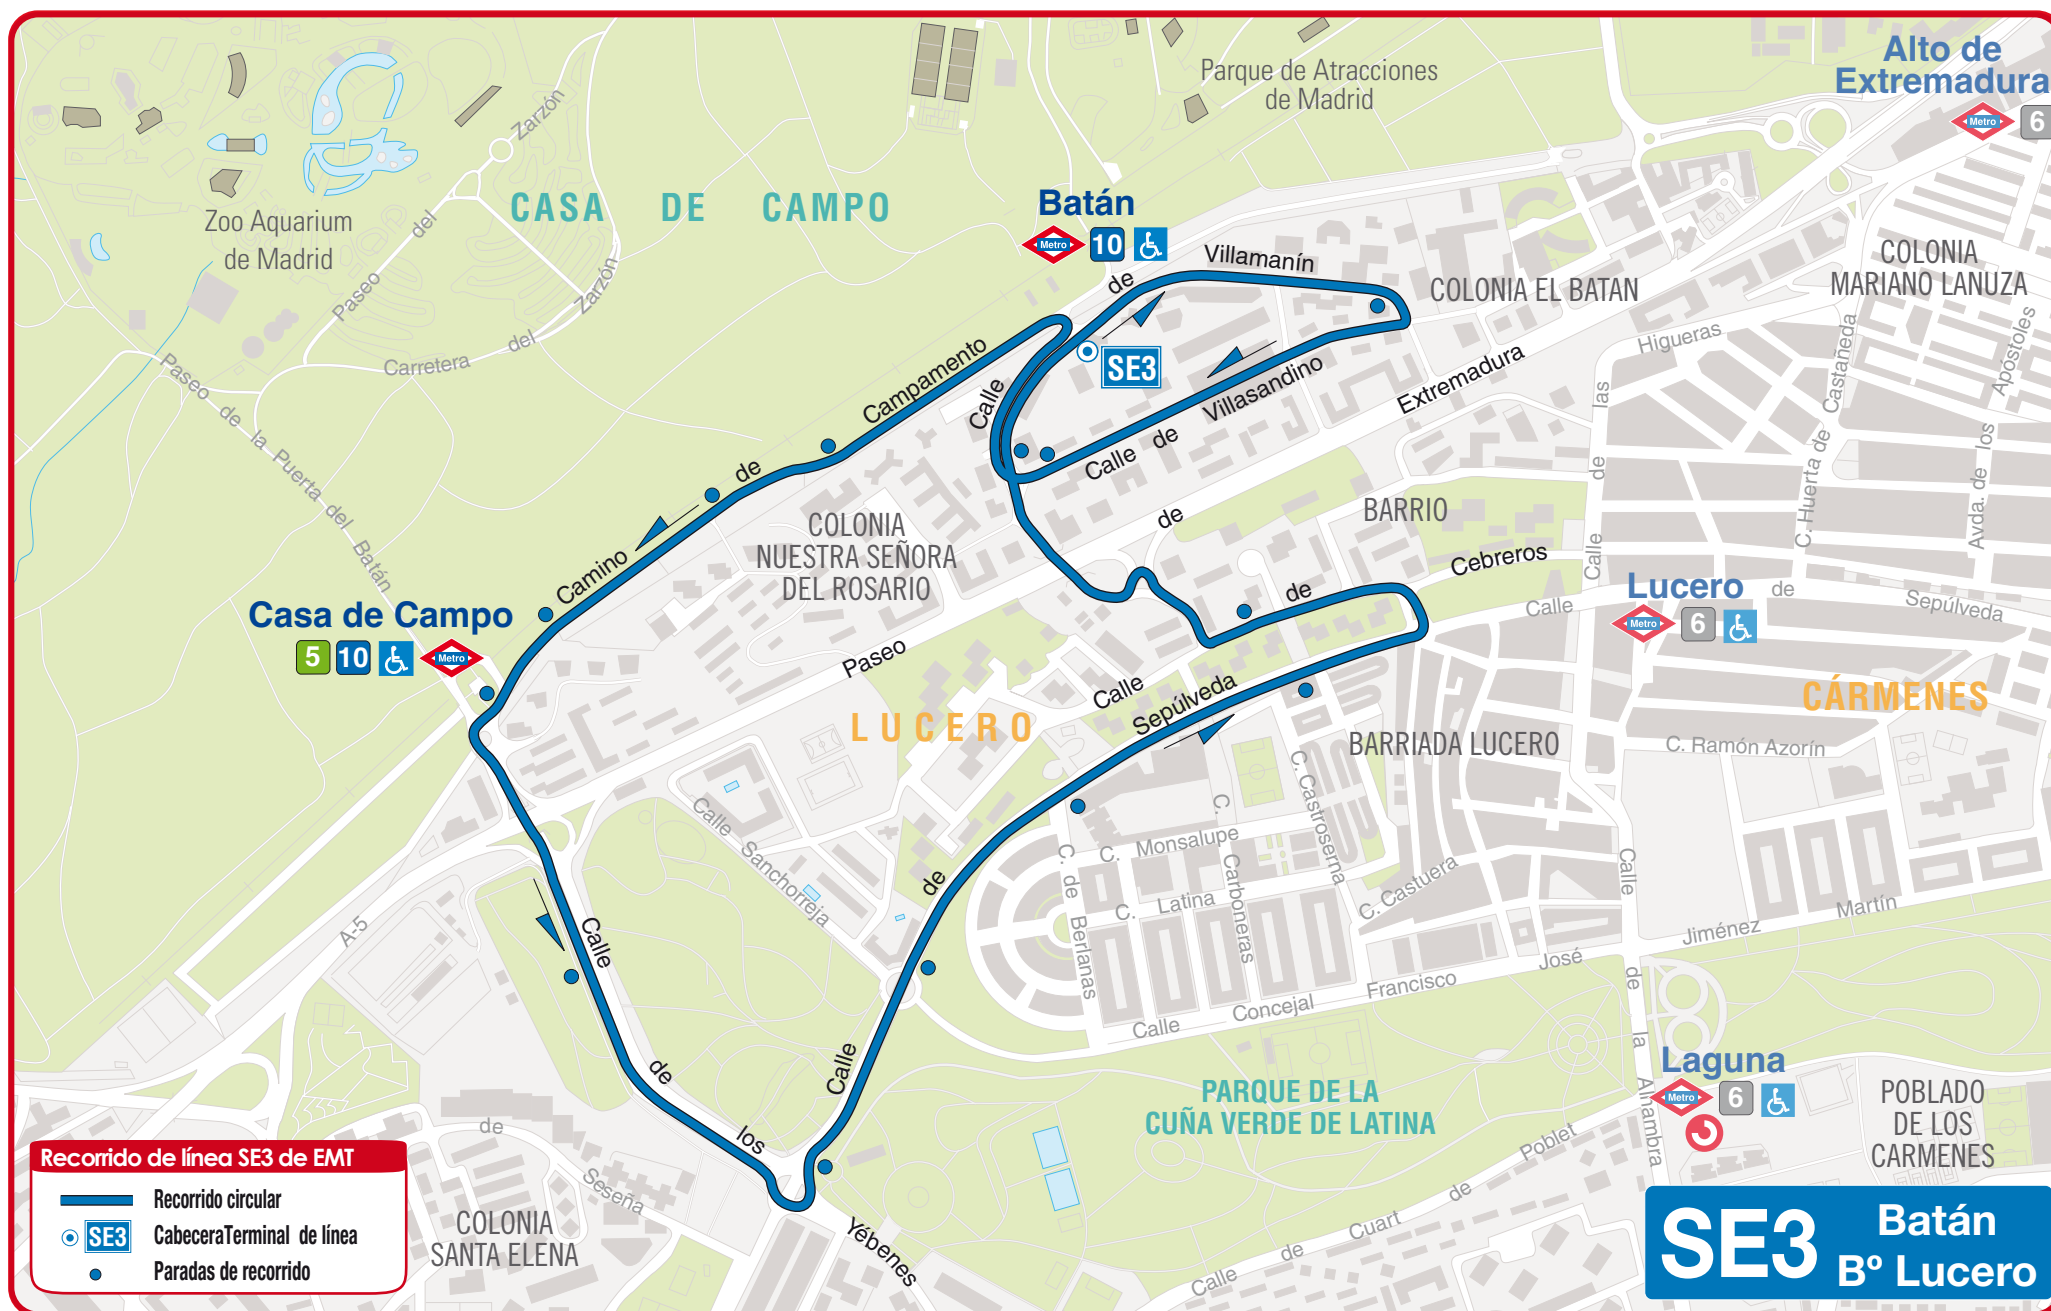 Alto de
Extremadura
Metro
6
Parque de Atracciones
de Madrid
Zarzón
del
Paseo
Zoo Aquarium
de Madrid
CASA DE CAMPO
Batán
Metro
10
Villamanín
de
Calle
COLONIA EL BATAN
COLONIA
MARIANO LANUZA
Carretera del Zarzón
Paseo de la Puerta del Batán
Campamento
de
Camino
SE3
Calle de Villasandino
Extremadura
de
Paseo
Higueras
las
de
Calle
Castañeda
C. Huerta de
Apóstoles
los
Avda. de
COLONIA
NUESTRA SEÑORA
DEL ROSARIO
BARRIO
Cebreros
de
Calle
Casa de Campo
5
10
Metro
Lucero
Metro
6
Calle de Sepúlveda
LUCERO
Sepúlveda
de
Calle
CÁRMENES
BARRIADA LUCERO
C. Ramón Azorín
Calle Sanchorreja
C. Castroserna
C. Monsalupe
C. Carboneras
C. Latina
C. de Berlanas
C. Castuera
A-5
Calle de los Yébenes
Calle Concejal Francisco José Jiménez Martín
Calle de la Alhambra
Laguna
Metro
6
PARQUE DE LA
CUÑA VERDE DE LATINA
POBLADO
DE LOS
CARMENES
Calle de Cuart de Poblet
de Seseña
COLONIA
SANTA ELENA
Recorrido de línea SE3 de EMT
Recorrido circular
SE3
CabeceraTerminal de línea
Paradas de recorrido
SE3
Batán
Bº Lucero